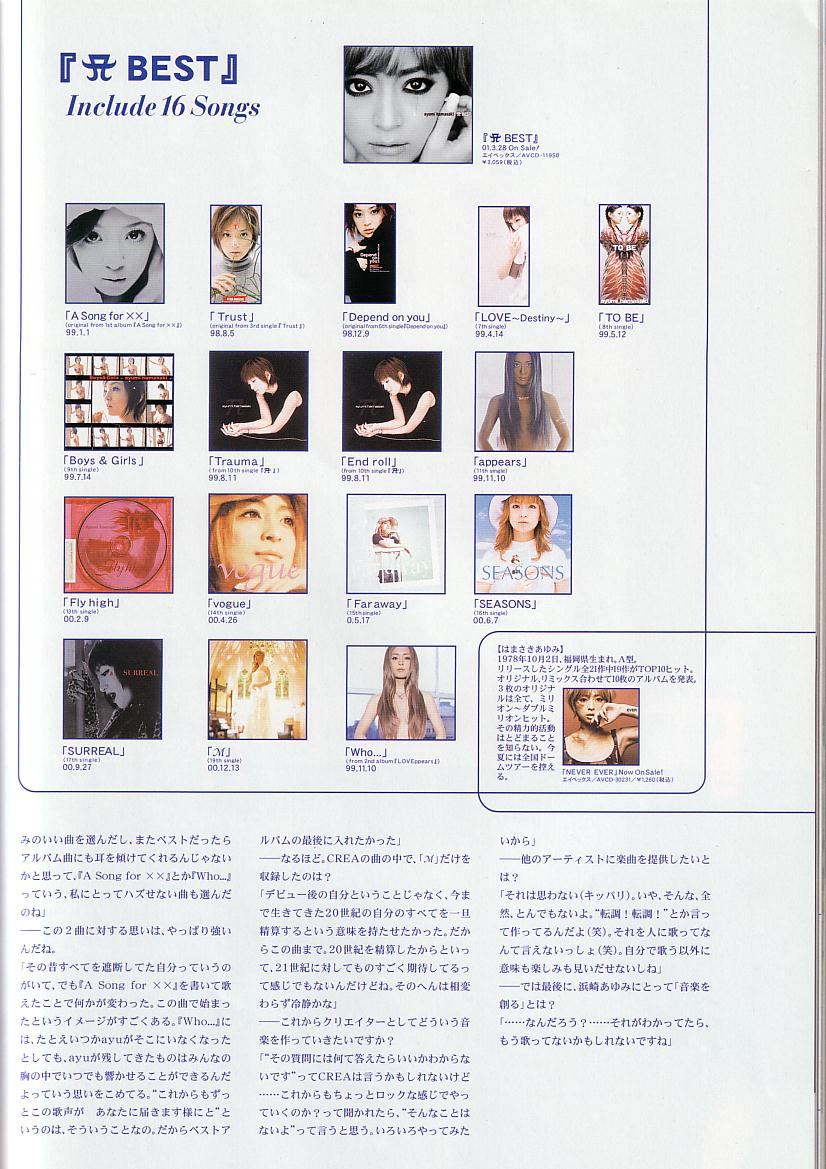 『A BEST』
Include 16 Songs
ayumi hamasaki A BEST
『A BEST』
01.3.28 On Sale!
エイベックス／AVCD-11950
￥3,059(税込)
「A Song for ××」
(original from 1st album『A Song for ××』)
99.1.1
「Trust」
(original from 3rd single『Trust』)
98.8.5
Depend
on
you
「Depend on you」
(original from 5th single『Depend on you』)
98.12.9
「LOVE〜Destiny〜」
(7th single)
99.4.14
TO BE
ayumi hamasaki
「TO BE」
(8th single)
99.5.12
Boys & Girls - ayumi hamasaki -
「Boys & Girls」
(9th single)
99.7.14
「Trauma」
(from 10th single『A』)
99.8.11
「End roll」
(from 10th single『A』)
99.8.11
「appears」
(11th single)
99.11.10
Fly high
「Fly high」
(13th single)
00.2.9
vogue
「vogue」
(14th single)
00.4.26
Far away
「Far away」
(15th single)
0.5.17
SEASONS
「SEASONS」
(16th single)
00.6.7
SURREAL
「SURREAL」
(17th single)
00.9.27
「M」
(19th single)
00.12.13
「Who...」
(from 2nd album『LOVEppears』)
99.11.10
【はまさきあゆみ】
1978年10月2日、福岡県生まれ。A型。
リリースしたシングル全21作中19作がTOP10ヒット。
オリジナル、リミックス合わせて10枚のアルバムを発表。
３枚のオリジナ
ルは全て、ミリ
オン〜ダブルミ
リオンヒット。
その精力的活動
はとどまること
を知らない。今
夏には全国ドー
ムツアーを控え
る。
EVER
「NEVER EVER」Now On Sale!
エイベックス／AVCD-30231／￥1,260(税込)
みのいい曲を選んだし、またベストだったら
アルバム曲にも耳を傾けてくれるんじゃない
かと思って、『A Song for ××』とか『Who...』
っていう、私にとってハズせない曲も選んだ
のね」
――この２曲に対する思いは、やっぱり強い
んだね。
「その昔すべてを遮断してた自分っていうの
がいて、でも『A Song for ××』を書いて歌
えたことで何かが変わった。この曲で始まっ
たというイメージがすごくある。『Who...』に
は、たとえいつかayuがそこにいなくなった
としても、ayuが残してきたものはみんなの
胸の中でいつでも響かせることができるんだ
よっていう思いをこめてる。“これからもずっ
とこの歌声が　あなたに届きます様にと”と
いうのは、そういうことなの。だからベストア
ルバムの最後に入れたかった」
――なるほど。CREAの曲の中で、「M」だけを
収録したのは？
「デビュー後の自分ということじゃなく、今ま
で生きてきた20世紀の自分のすべてを一旦
精算するという意味を持たせたかった。だか
らこの曲まで。20世紀を精算したからといっ
て、21世紀に対してものすごく期待してるっ
て感じでもないんだけどね。そのへんは相変
わらず冷静かな」
――これからクリエイターとしてどういう音
楽を作っていきたいですか？
「“その質問には何て答えたらいいかわからな
いです”ってCREAは言うかもしれないけど
……これからもちょっとロックな感じでやっ
ていくのか？って聞かれたら、“そんなことは
ないよ”って言うと思う。いろいろやってみた
いから」
――他のアーティストに楽曲を提供したいと
は？
「それは思わない（キッパリ）。いや、そんな、全
然、とんでもないよ。“転調！転調！”とか言っ
て作ってるんだよ（笑）。それを人に歌ってな
んて言えないっしょ（笑）。自分で歌う以外に
意味も楽しみも見いだせないしね」
――では最後に、浜崎あゆみにとって「音楽を
創る」とは？
「……なんだろう？……それがわかってたら、
もう歌ってないかもしれないですね」